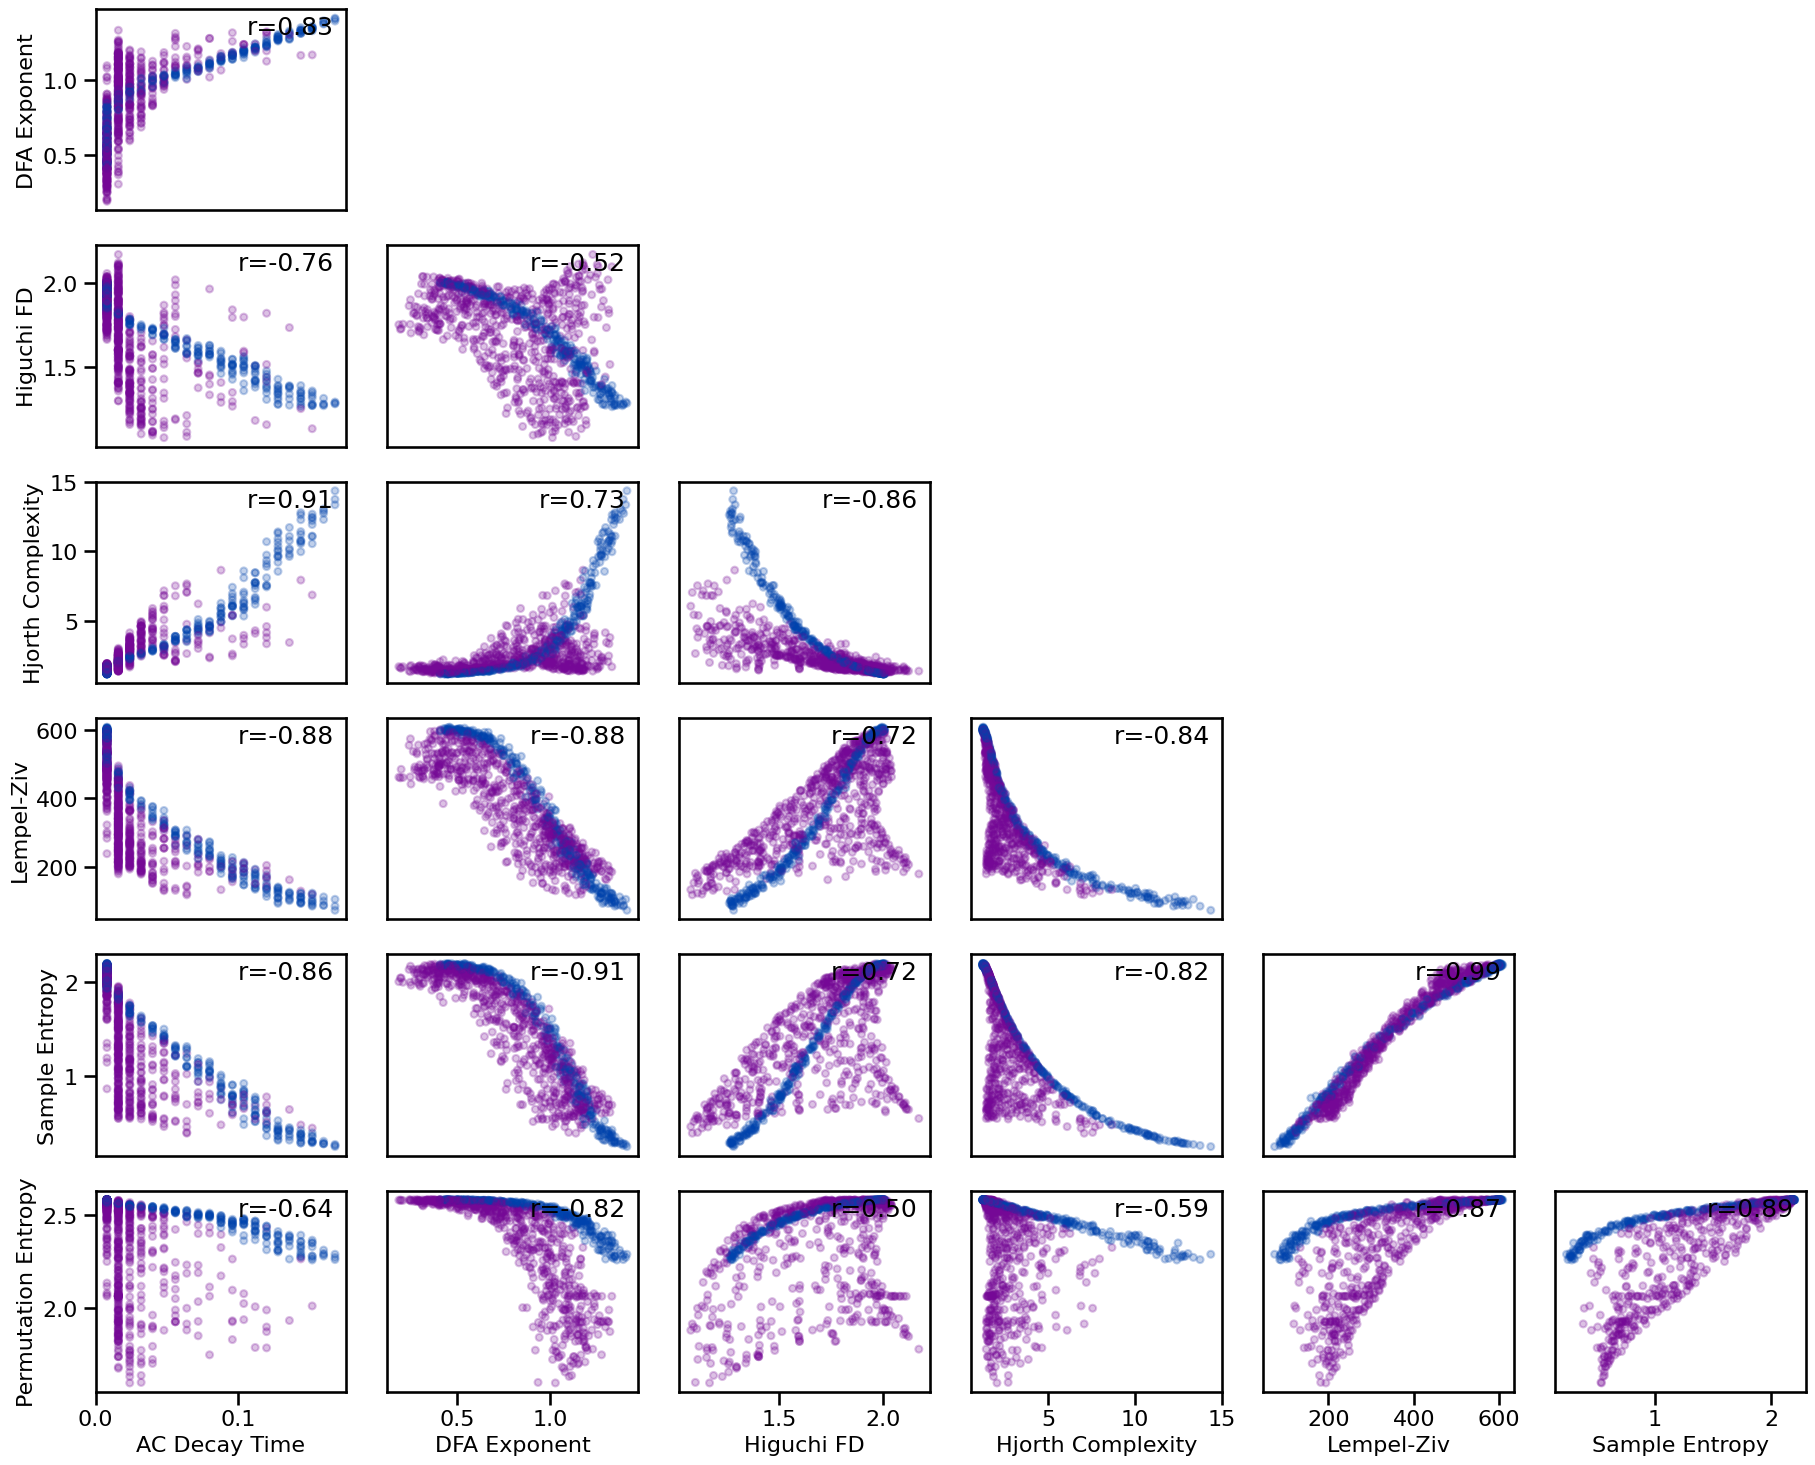 r=0.83
1.0
0.5
DFA Exponent
r=-0.76
r=-0.52
2.0
1.5
Higuchi FD
r=0.91
r=0.73
r=-0.86
15
10
5
Hjorth Complexity
r=-0.88
r=-0.88
r=0.72
r=-0.84
600
400
200
Lempel-Ziv
r=-0.86
r=-0.91
r=0.72
r=-0.82
r=0.99
2
1
Sample Entropy
r=-0.64
r=-0.82
r=0.50
r=-0.59
r=0.87
r=0.89
2.5
2.0
Permutation Entropy
0.0 0.1
0.5 1.0
1.5 2.0
5 10 15
200 400 600
1 2
AC Decay Time
DFA Exponent
Higuchi FD
Hjorth Complexity
Lempel-Ziv
Sample Entropy